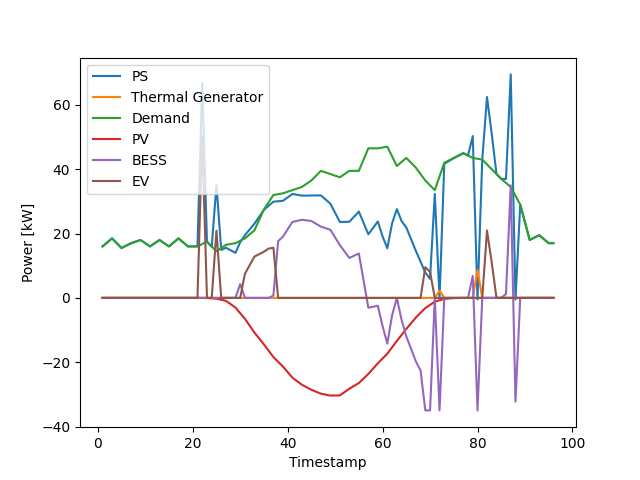 PS
Thermal Generator
Demand
PV
BESS
EV
Power [kW]
60
40
20
0
−20
−40
0
20
40
60
80
100
Timestamp